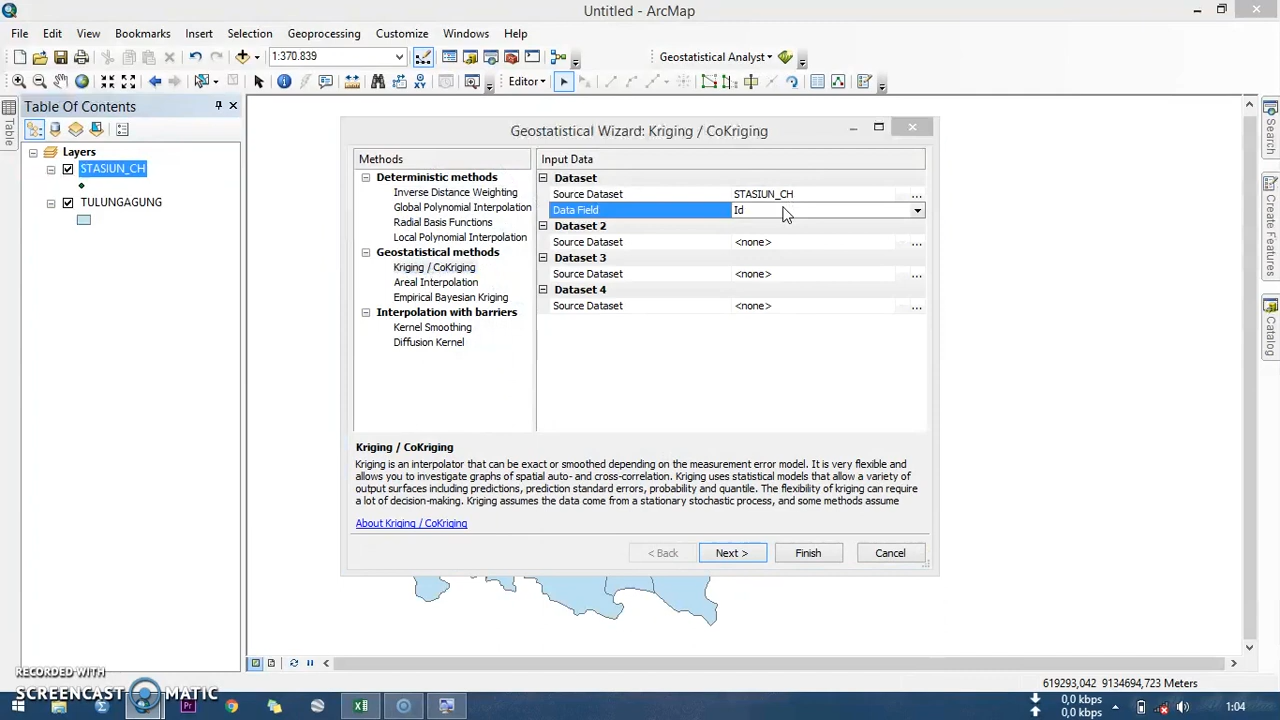 Untitled - ArcMap
File Edit View Bookmarks Insert Selection Geoprocessing Customize Windows Help
1:370.839
Geostatistical Analyst
Editor
Table Of Contents
Table
Layers
STASIUN_CH
TULUNGAGUNG
Geostatistical Wizard: Kriging / CoKriging
Methods
Deterministic methods
Inverse Distance Weighting
Global Polynomial Interpolation
Radial Basis Functions
Local Polynomial Interpolation
Geostatistical methods
Kriging / CoKriging
Areal Interpolation
Empirical Bayesian Kriging
Interpolation with barriers
Kernel Smoothing
Diffusion Kernel
Input Data
Dataset
Source Dataset STASIUN_CH ...
Data Field Id
Dataset 2
Source Dataset <none> ...
Dataset 3
Source Dataset <none> ...
Dataset 4
Source Dataset <none> ...
Kriging / CoKriging
Kriging is an interpolator that can be exact or smoothed depending on the measurement error model. It is very flexible and
allows you to investigate graphs of spatial auto- and cross-correlation. Kriging uses statistical models that allow a variety of
output surfaces including predictions, prediction standard errors, probability and quantile. The flexibility of kriging can require
a lot of decision-making. Kriging assumes the data come from a stationary stochastic process, and some methods assume
About Kriging / CoKriging
< Back Next > Finish Cancel
Search
Create Features
Catalog
619293,042 9134694,723 Meters
RECORDED WITH
SCREENCAST MATIC
Pr
0,0 kbps
0,0 kbps
1:04